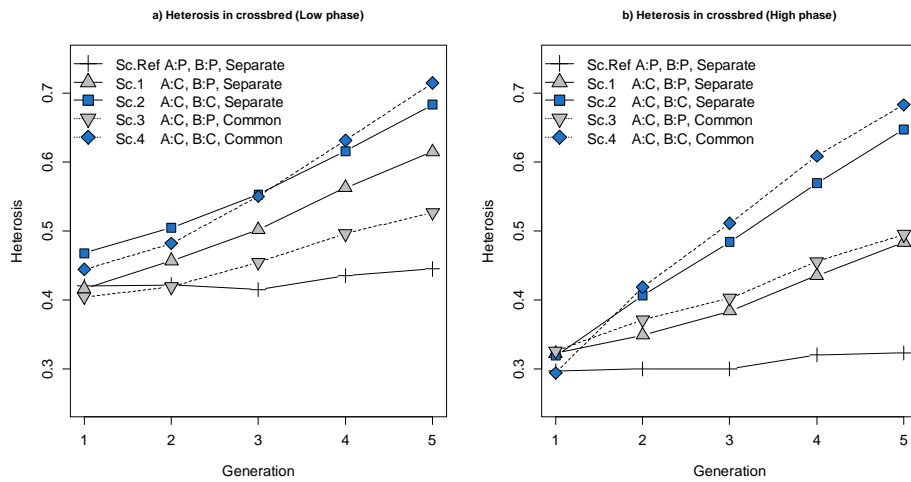 a) Heterosis in crossbred (Low phase)
Heterosis
0.7
0.6
0.5
0.4
0.3
Sc.Ref A:P, B:P, Separate
Sc.1 A:C, B:P, Separate
Sc.2 A:C, B:C, Separate
Sc.3 A:C, B:P, Common
Sc.4 A:C, B:C, Common
1 2 3 4 5
Generation
b) Heterosis in crossbred (High phase)
Heterosis
0.7
0.6
0.5
0.4
0.3
Sc.Ref A:P, B:P, Separate
Sc.1 A:C, B:P, Separate
Sc.2 A:C, B:C, Separate
Sc.3 A:C, B:P, Common
Sc.4 A:C, B:C, Common
1 2 3 4 5
Generation